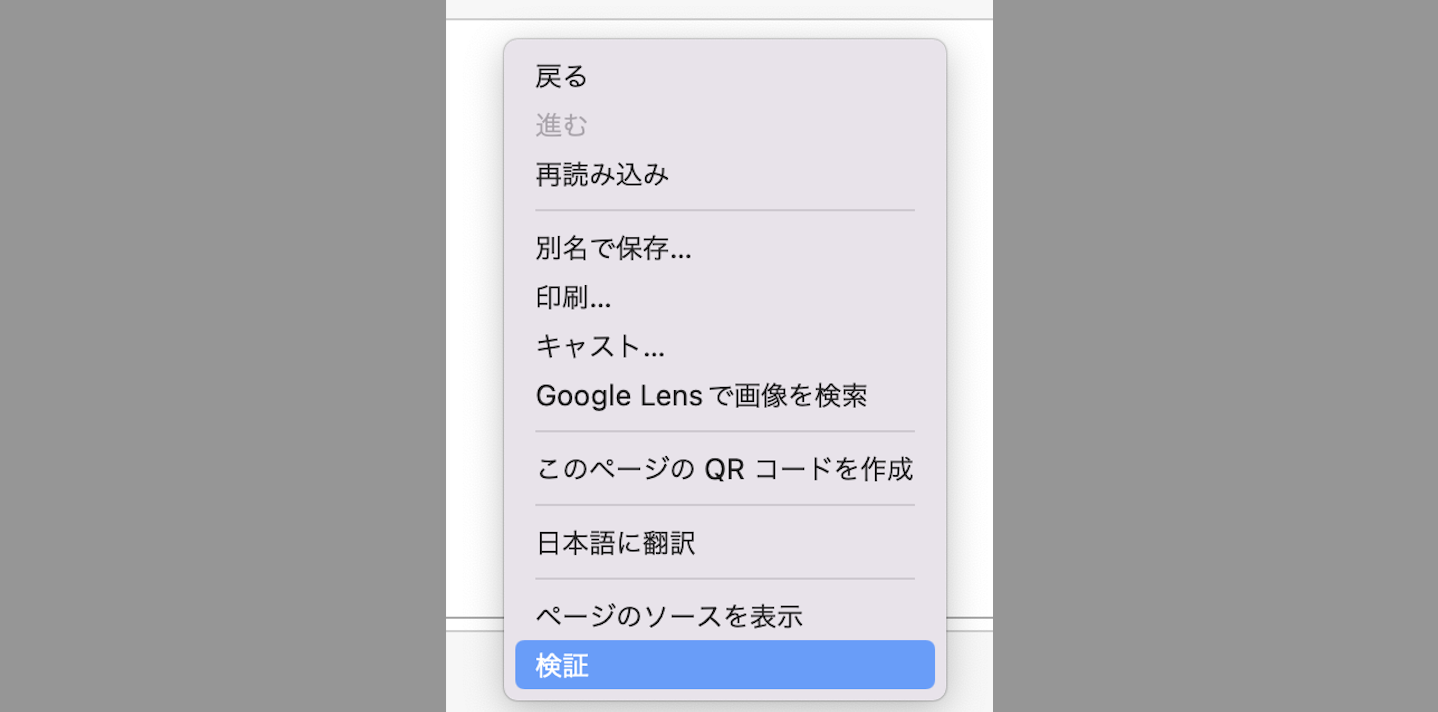 戻る
進む
再読み込み
別名で保存...
印刷...
キャスト...
Google Lens で画像を検索
このページの QR コードを作成
日本語に翻訳
ページのソースを表示
検証